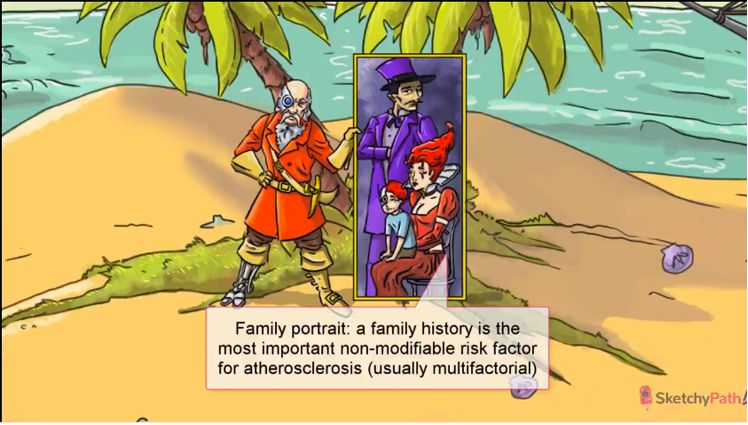 Family portrait: a family history is the
most important non-modifiable risk factor
for atherosclerosis (usually multifactorial)
SketchyPath